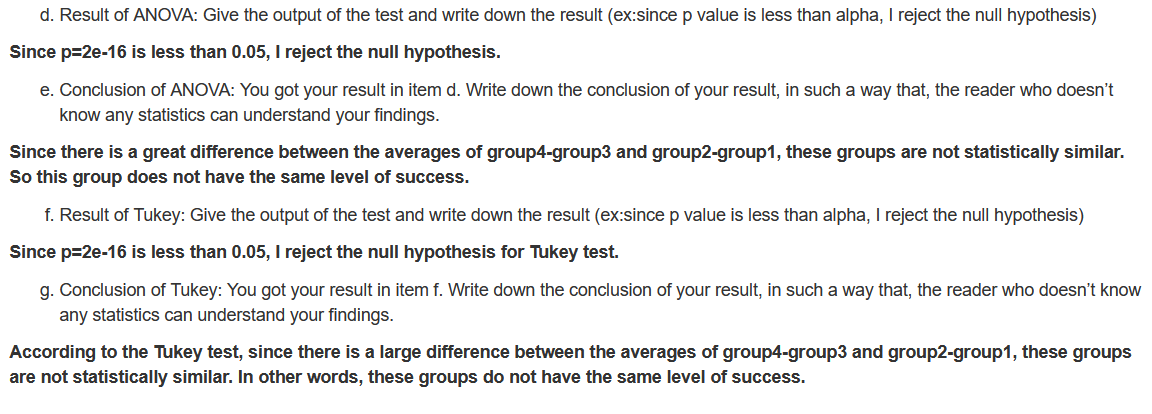 d. Result of ANOVA: Give the output of the test and write down the result (ex:since p value is less than alpha, I reject the null hypothesis)
Since p=2e-16 is less than 0.05, I reject the null hypothesis.
e. Conclusion of ANOVA: You got your result in item d. Write down the conclusion of your result, in such a way that, the reader who doesn’t
know any statistics can understand your findings.
Since there is a great difference between the averages of group4-group3 and group2-group1, these groups are not statistically similar.
So this group does not have the same level of success.
f. Result of Tukey: Give the output of the test and write down the result (ex:since p value is less than alpha, I reject the null hypothesis)
Since p=2e-16 is less than 0.05, I reject the null hypothesis for Tukey test.
g. Conclusion of Tukey: You got your result in item f. Write down the conclusion of your result, in such a way that, the reader who doesn’t know
any statistics can understand your findings.
According to the Tukey test, since there is a large difference between the averages of group4-group3 and group2-group1, these groups
are not statistically similar. In other words, these groups do not have the same level of success.